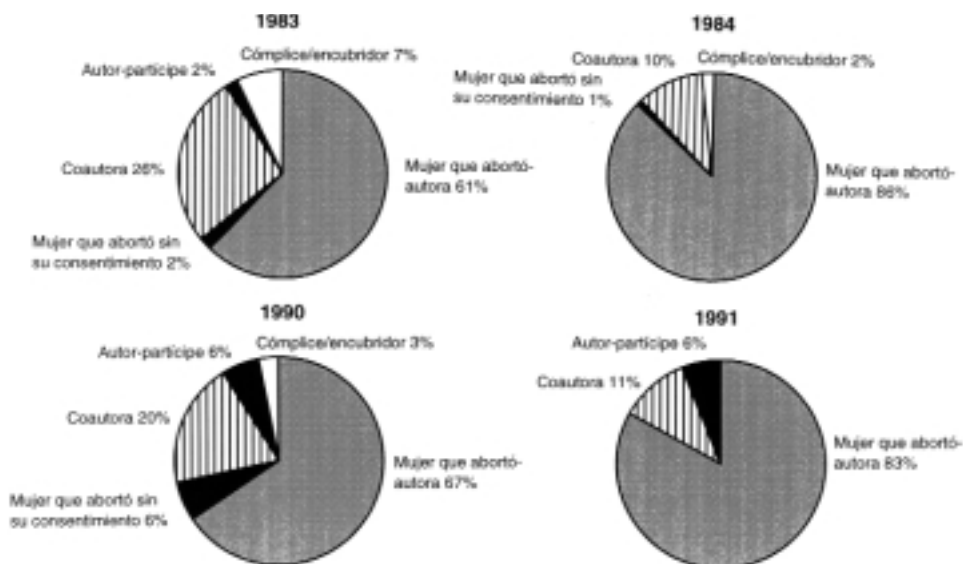 1983
Cómplice/encubridor 7%
Autor-partícipe 2%
Coautora 26%
Mujer que abortó-
autora 61%
Mujer que abortó sin
su consentimiento 2%
1984
Coautora 10%
Cómplice/encubridor 2%
Mujer que abortó sin
su consentimiento 1%
Mujer que abortó-
autora 86%
1990
Autor-partícipe 6%
Cómplice/encubridor 3%
Coautora 20%
Mujer que abortó-
autora 67%
Mujer que abortó sin
su consentimiento 6%
1991
Autor-partícipe 6%
Coautora 11%
Mujer que abortó-
autora 83%